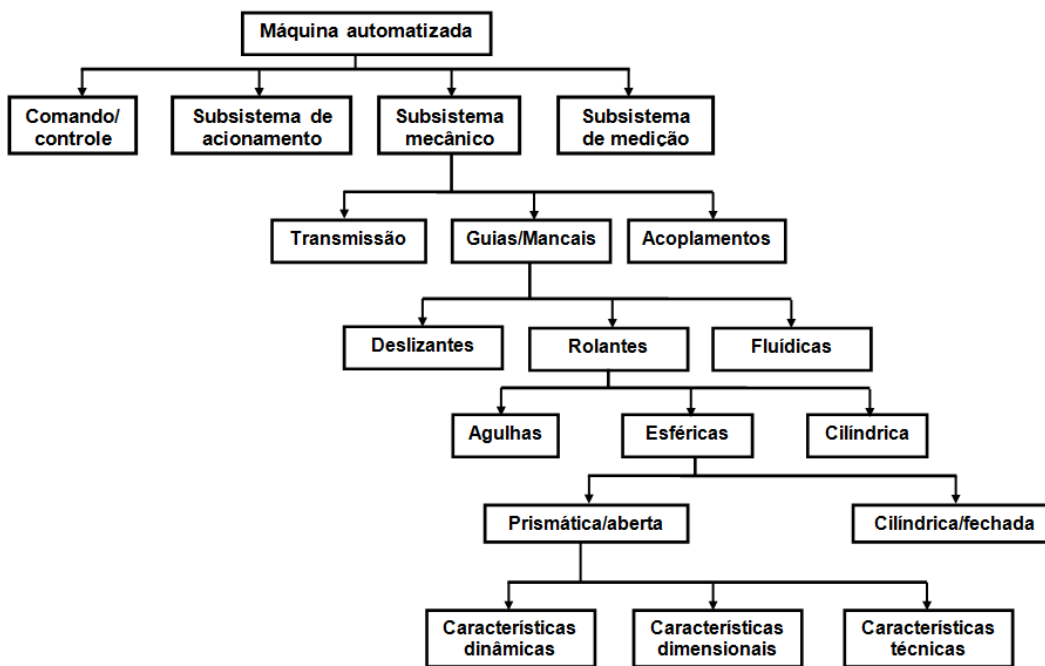 Máquina automatizada
Comando/
controle
Subsistema de
acionamento
Subsistema
mecânico
Subsistema
de medição
Transmissão
Guias/Mancais
Acoplamentos
Deslizantes
Rolantes
Fluídicas
Agulhas
Esféricas
Cilíndrica
Prismática/aberta
Cilíndrica/fechada
Características
dinâmicas
Características
dimensionais
Características
técnicas